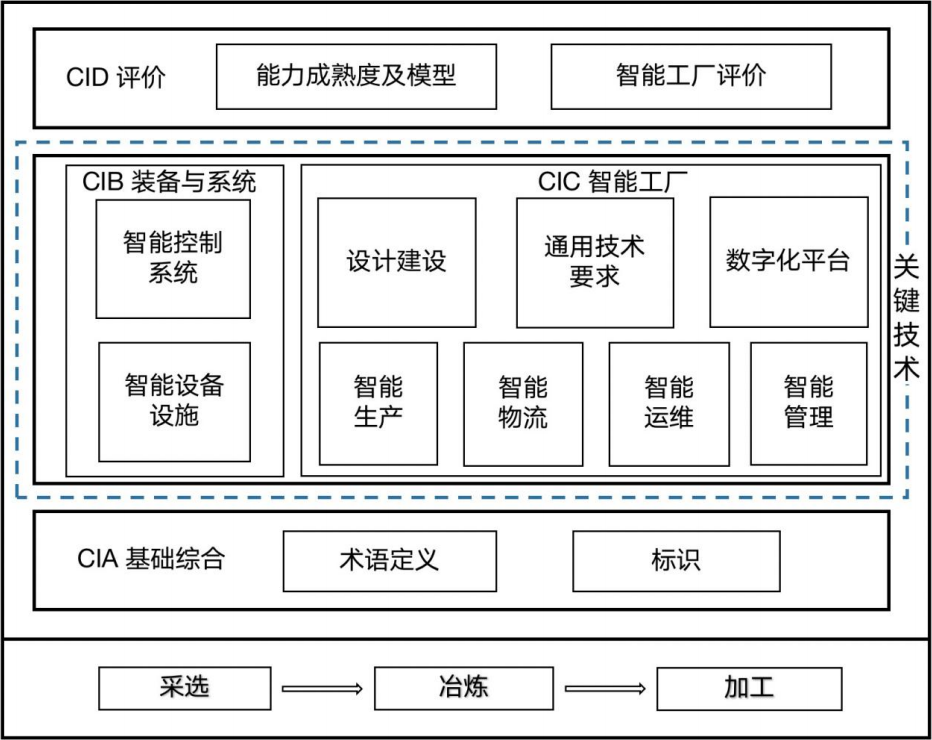 CID 评价
能力成熟度及模型
智能工厂评价
CIB 装备与系统
智能控制
系统
智能设备
设施
CIC 智能工厂
设计建设
通用技术
要求
数字化平台
智能
生产
智能
物流
智能
运维
智能
管理
关
键
技
术
CIA 基础综合
术语定义
标识
采选
冶炼
加工